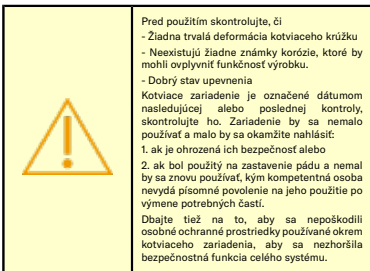 Pred použitím skontrolujte, či
- Žiadna trvalá deformácia kotviaceho krúžku
- Neexistujú žiadne známky korózie, ktoré by
mohli ovplyvniť funkčnosť výrobku.
- Dobrý stav upevnenia
Kotviace zariadenie je označené dátumom
nasledujúcej alebo poslednej kontroly,
skontrolujte ho. Zariadenie by sa nemalo
používať a malo by sa okamžite nahlásiť:
1. ak je ohrozená ich bezpečnosť alebo
2. ak bol použitý na zastavenie pádu a nemal
by sa znovu používať, kým kompetentná osoba
nevydá písomné povolenie na jeho použitie po
výmene potrebných častí.
Dbajte tiež na to, aby sa nepoškodili
osobné ochranné prostriedky používané okrem
kotviaceho zariadenia, aby sa nezhoršila
bezpečnostná funkcia celého systému.